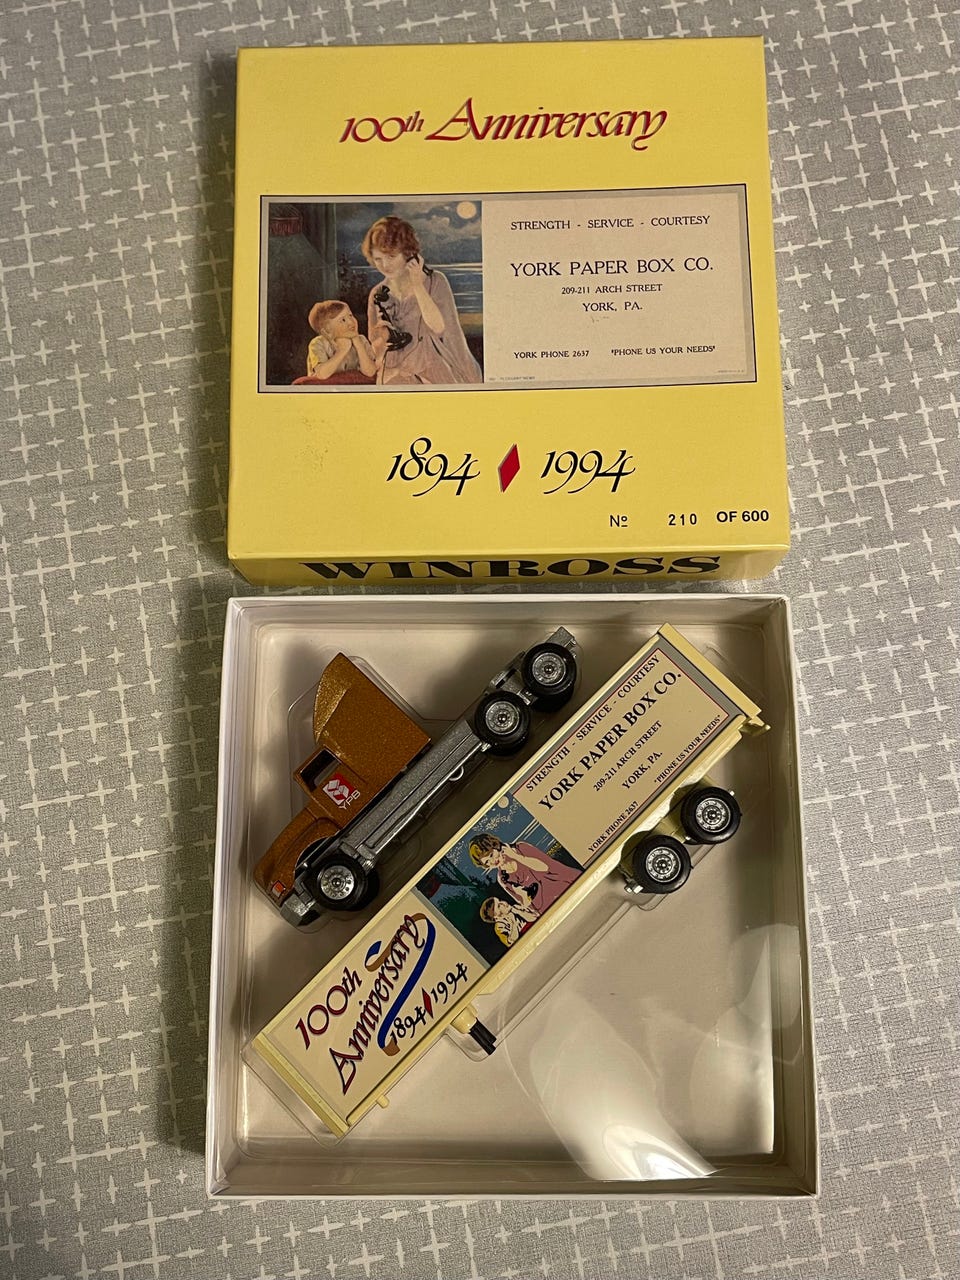 100th Anniversary
STRENGTH - SERVICE - COURTESY
YORK PAPER BOX CO.
209-211 ARCH STREET
YORK, PA.
YORK PHONE 2637 "PHONE US YOUR NEEDS"
1894 1994
Nº 210 OF 600
WINROSS
YPB
STRENGTH - SERVICE - COURTESY
YORK PAPER BOX CO.
209-211 ARCH STREET
YORK, PA.
YORK PHONE 2637 "PHONE US YOUR NEEDS"
100th
Anniversary
1894 1994